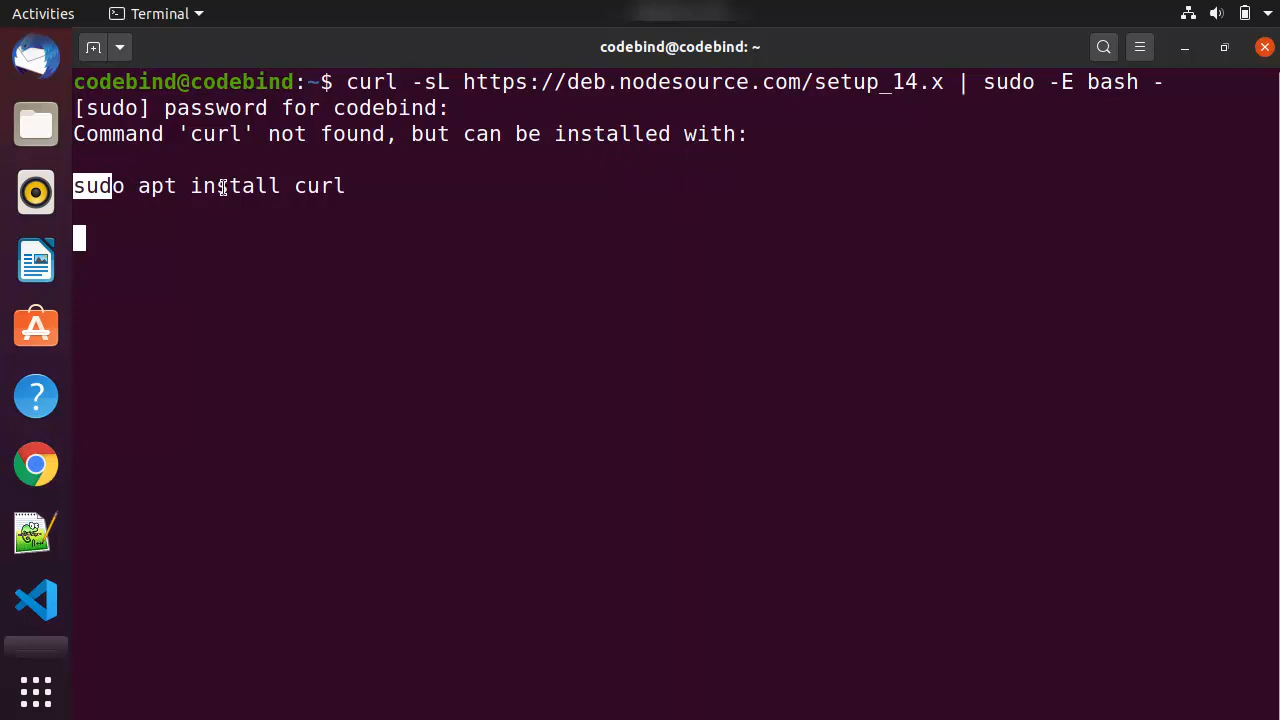 Activities Terminal
codebind@codebind: ~
codebind@codebind:~$ curl -sL https://deb.nodesource.com/setup_14.x | sudo -E bash -
[sudo] password for codebind:
Command 'curl' not found, but can be installed with:
sudo apt install curl